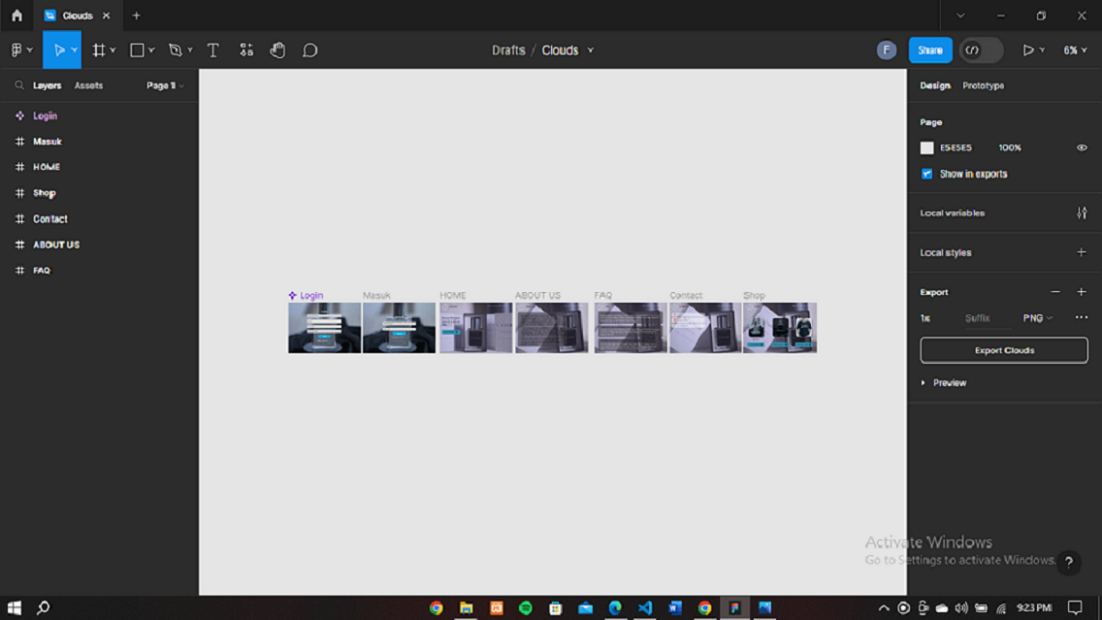 Clouds
Drafts / Clouds
F
Share
6%
Layers Assets Page 1
Design Prototype
Login
Masuk
HOME
Shop
Contact
ABOUT US
FAQ
Page
E5E5E5 100%
Show in exports
Local variables
Local styles
Export
1x Suffix PNG
Export Clouds
Preview
Login Masuk HOME ABOUT US FAQ Contact Shop
Activate Windows
Go to Settings to activate Windows.
?
9:23 PM